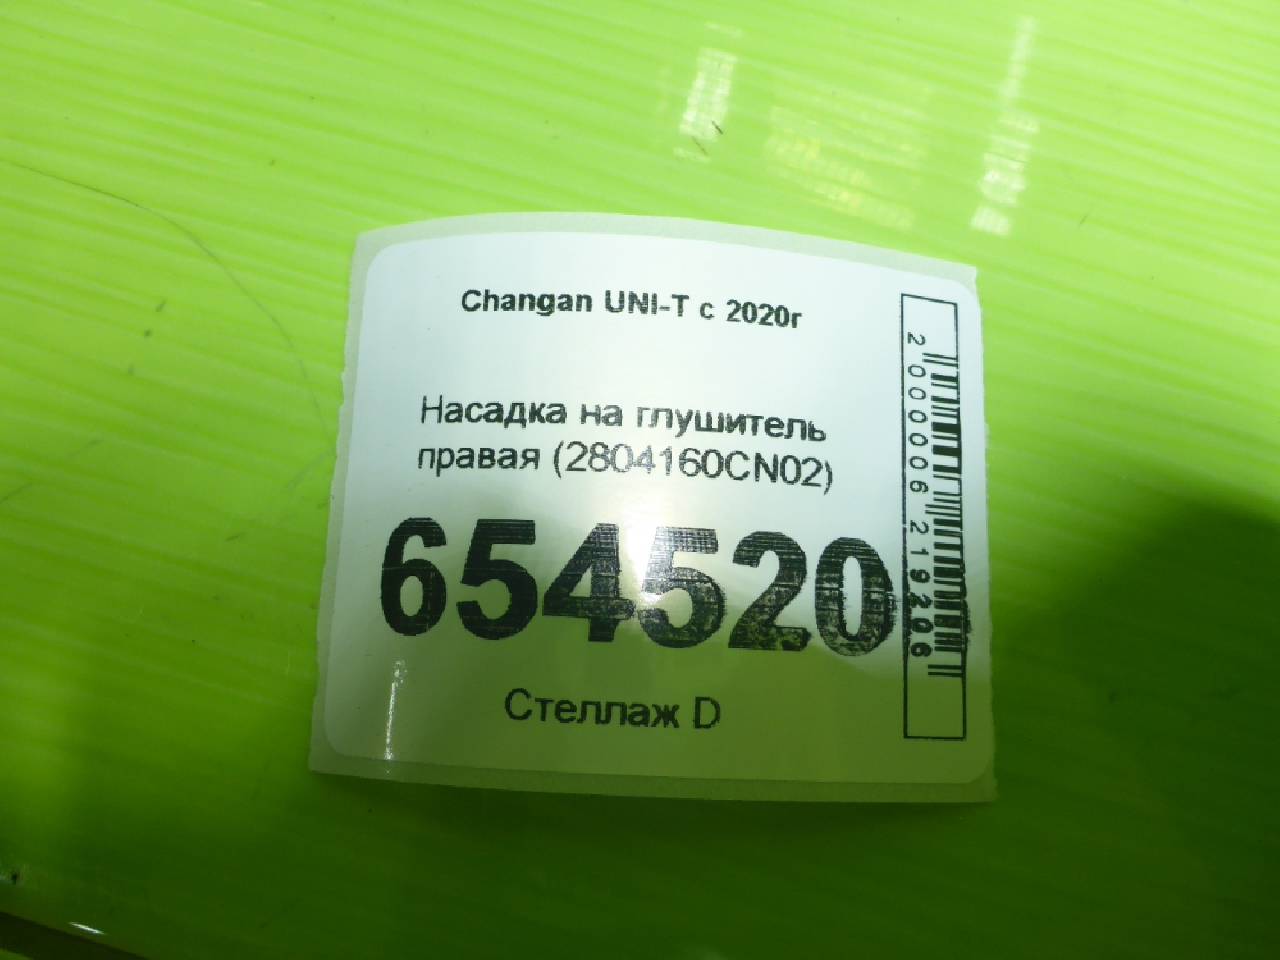 Changan UNI-T с 2020г
Насадка на глушитель
правая (2804160CN02)
654520
Стеллаж D
2000006219206